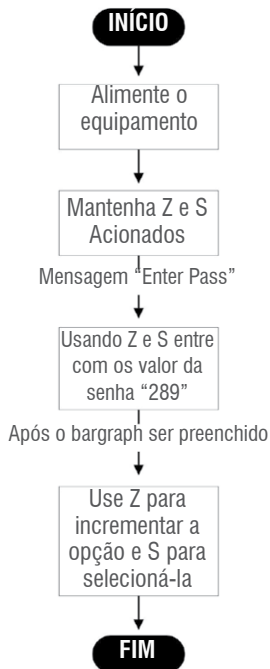 INÍCIO
Alimente o
equipamento
Mantenha Z e S
Acionados
Mensagem “Enter Pass”
Usando Z e S entre
com os valor da
senha “289”
Após o bargraph ser preenchido
Use Z para
incrementar a
opção e S para
selecioná-la
FIM